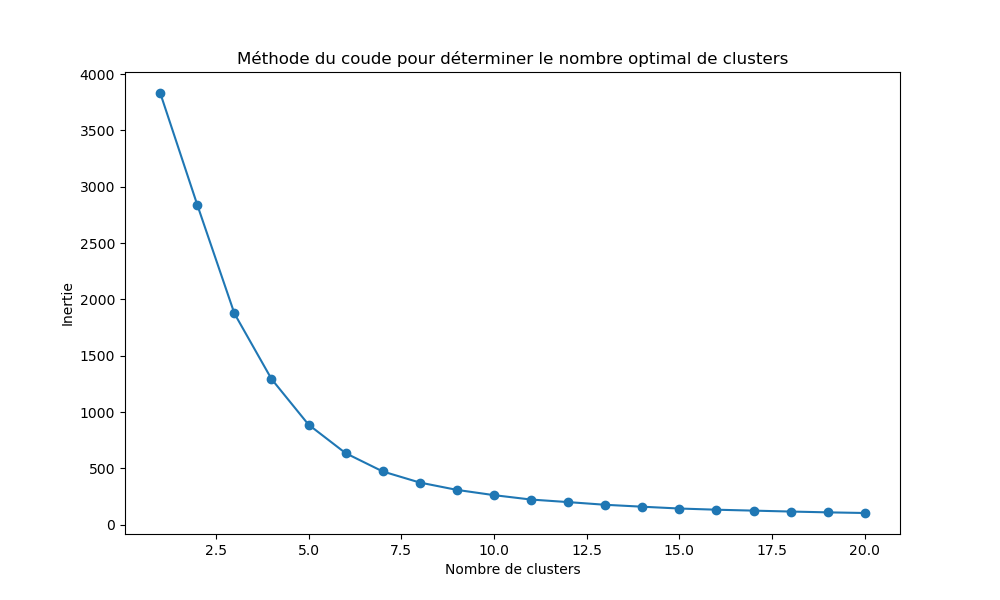 Méthode du coude pour déterminer le nombre optimal de clusters
4000
3500
3000
2500
2000
1500
1000
500
0
Inertie
2.5 5.0 7.5 10.0 12.5 15.0 17.5 20.0
Nombre de clusters